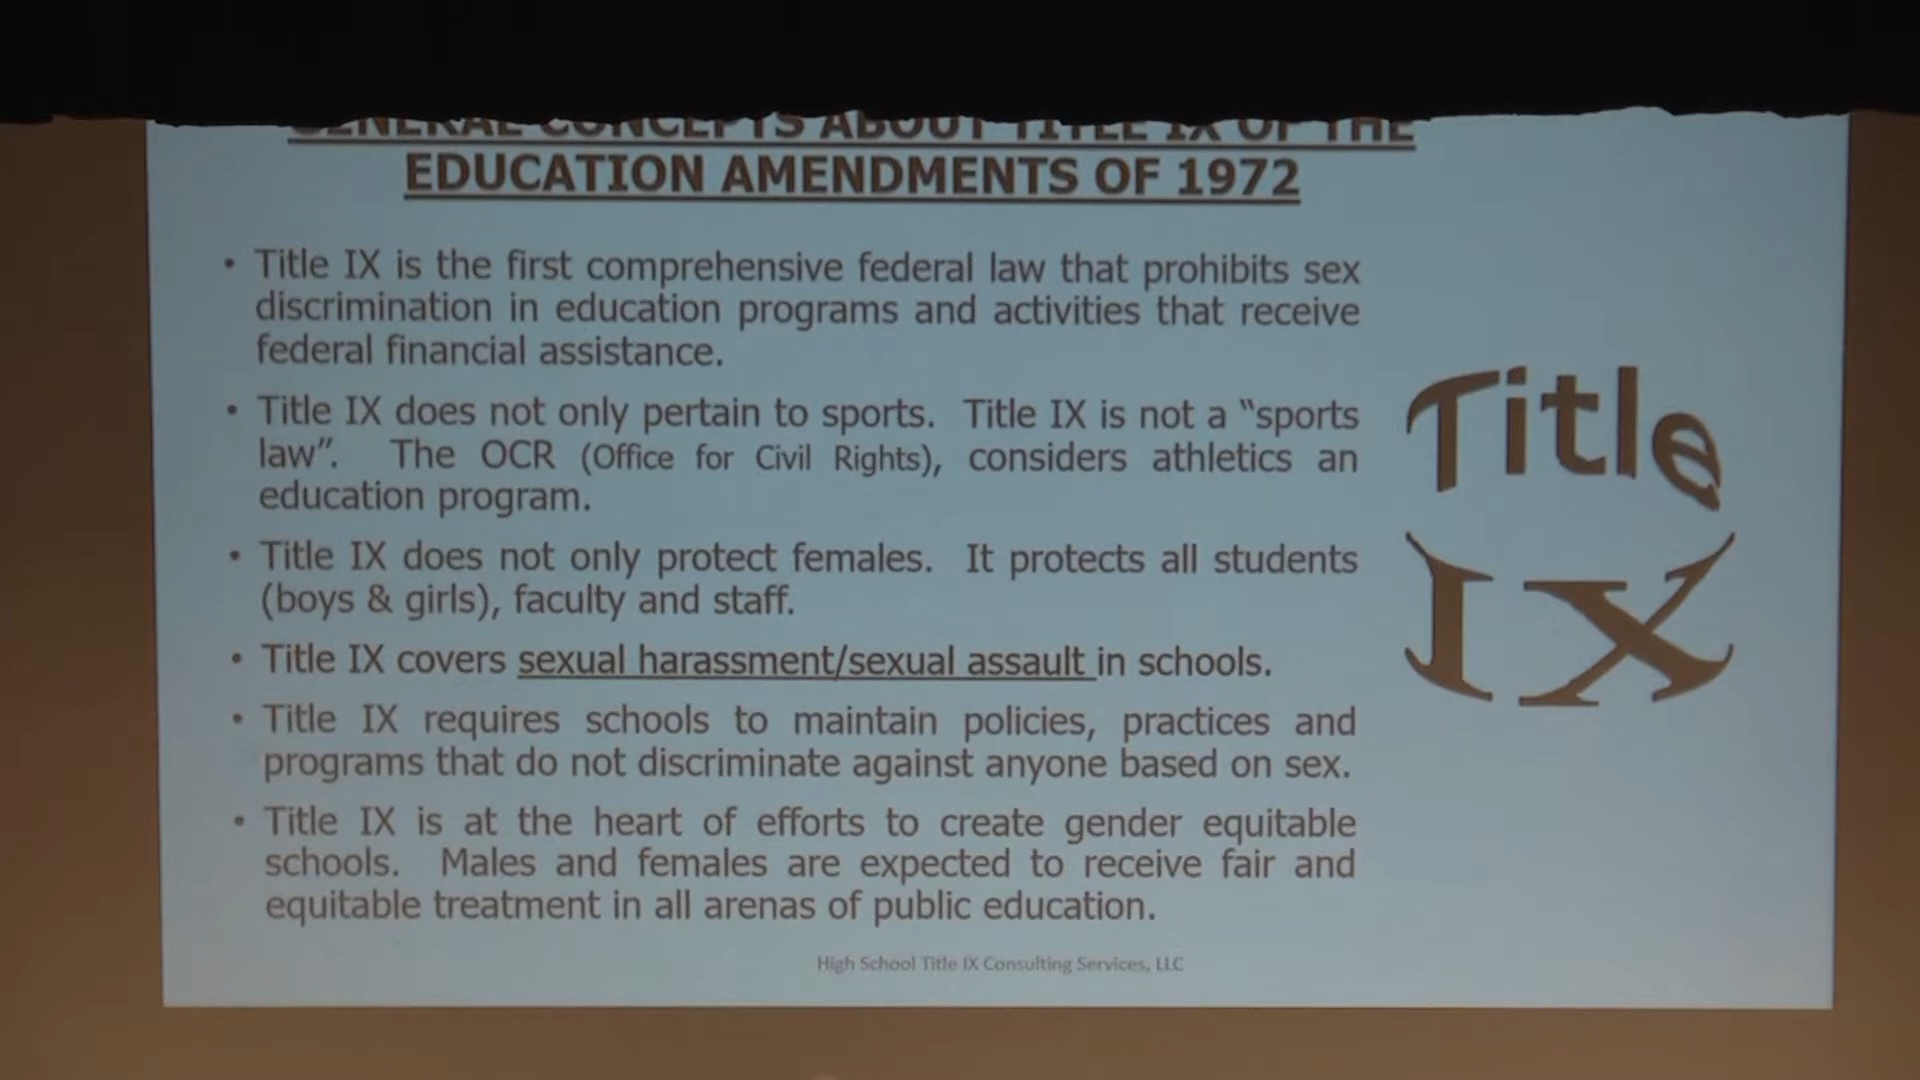 GENERAL CONCEPTS ABOUT TITLE IX OF THE
EDUCATION AMENDMENTS OF 1972
• Title IX is the first comprehensive federal law that prohibits sex
discrimination in education programs and activities that receive
federal financial assistance.
• Title IX does not only pertain to sports. Title IX is not a “sports
law”. The OCR (Office for Civil Rights), considers athletics an
education program.
• Title IX does not only protect females. It protects all students
(boys & girls), faculty and staff.
• Title IX covers sexual harassment/sexual assault in schools.
• Title IX requires schools to maintain policies, practices and
programs that do not discriminate against anyone based on sex.
• Title IX is at the heart of efforts to create gender equitable
schools. Males and females are expected to receive fair and
equitable treatment in all arenas of public education.
Title
IX
High School Title IX Consulting Services, LLC